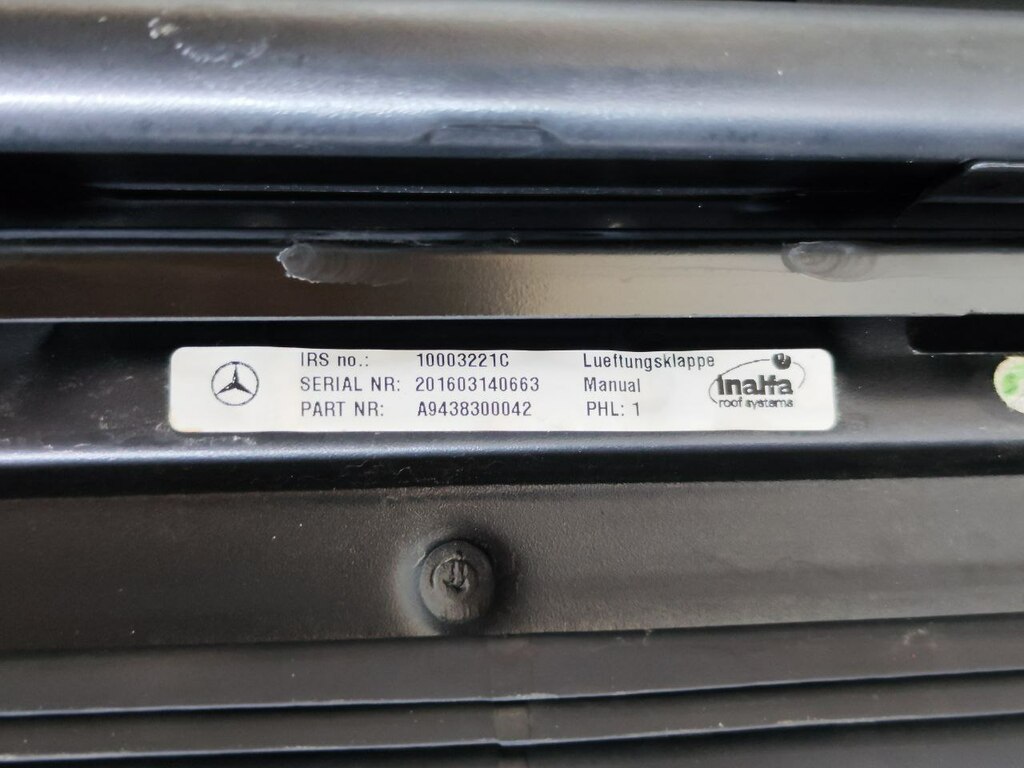 IRS no.: 10003221C Lueftungsklappe
SERIAL NR: 201603140663 Manual
PART NR: A9438300042 PHL: 1
inalfa
roof systems